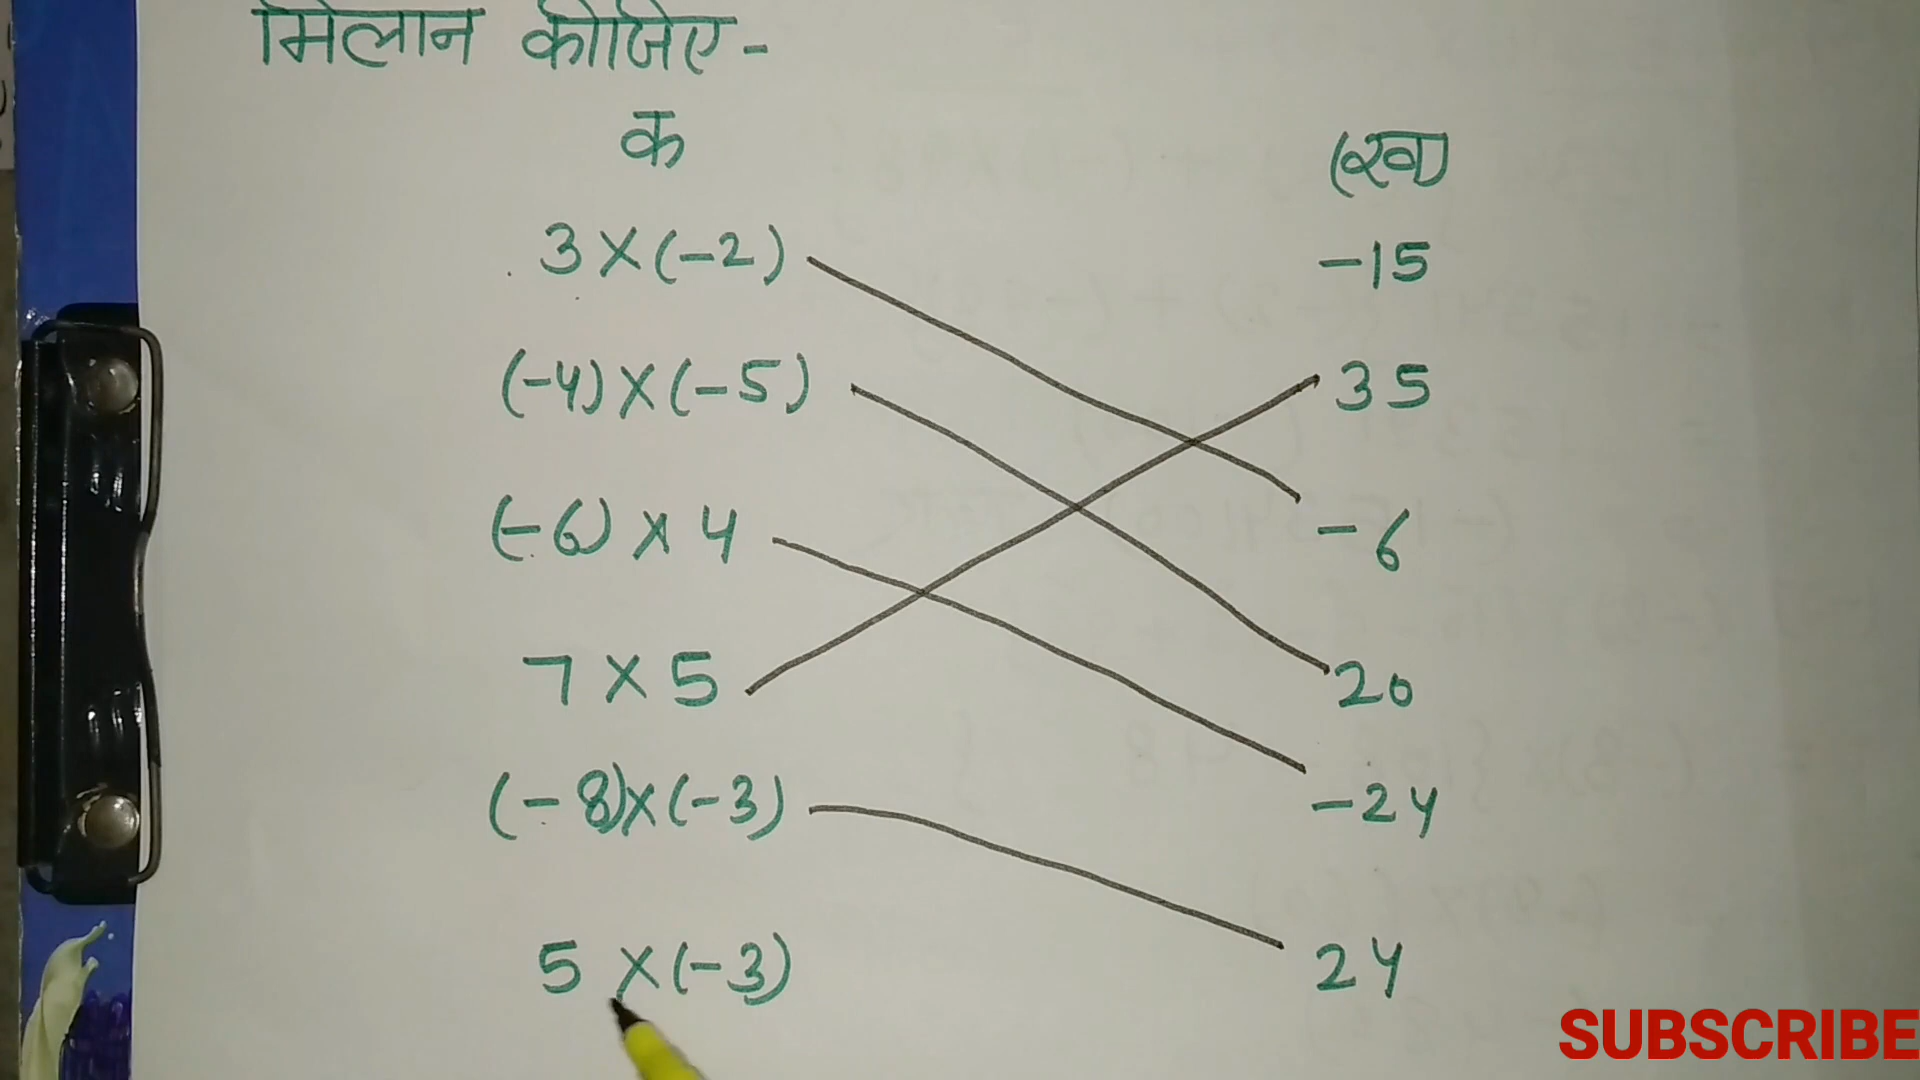 मिलान कीजिए -
क (ख)
3 × (-2) -15
(-4) × (-5) 35
(-6) × 4 -6
7 × 5 20
(-8) × (-3) -24
5 × (-3) 24
SUBSCRIBE